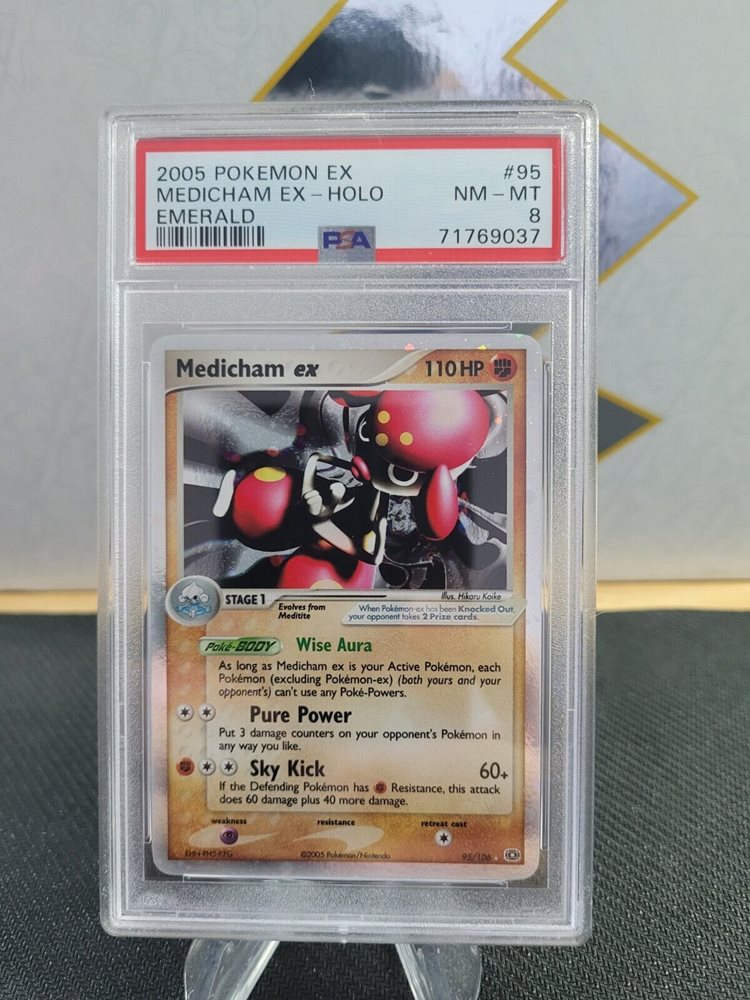 2005 POKEMON EX #95
MEDICHAM EX - HOLO NM - MT
EMERALD 8
PSA 71769037
Medicham ex 110 HP
Illus. Hikaru Koike
STAGE 1
Evolves from
Meditite
When Pokémon-ex has been Knocked Out,
your opponent takes 2 Prize cards.
Poké-BODY Wise Aura
As long as Medicham ex is your Active Pokémon, each
Pokémon (excluding Pokémon-ex) (both yours and your
opponent's) can't use any Poké-Powers.
Pure Power
Put 3 damage counters on your opponent's Pokémon in
any way you like.
Sky Kick 60+
If the Defending Pokémon has Resistance, this attack
does 60 damage plus 40 more damage.
weakness resistance retreat cost
©2005 Pokémon/Nintendo 95/106